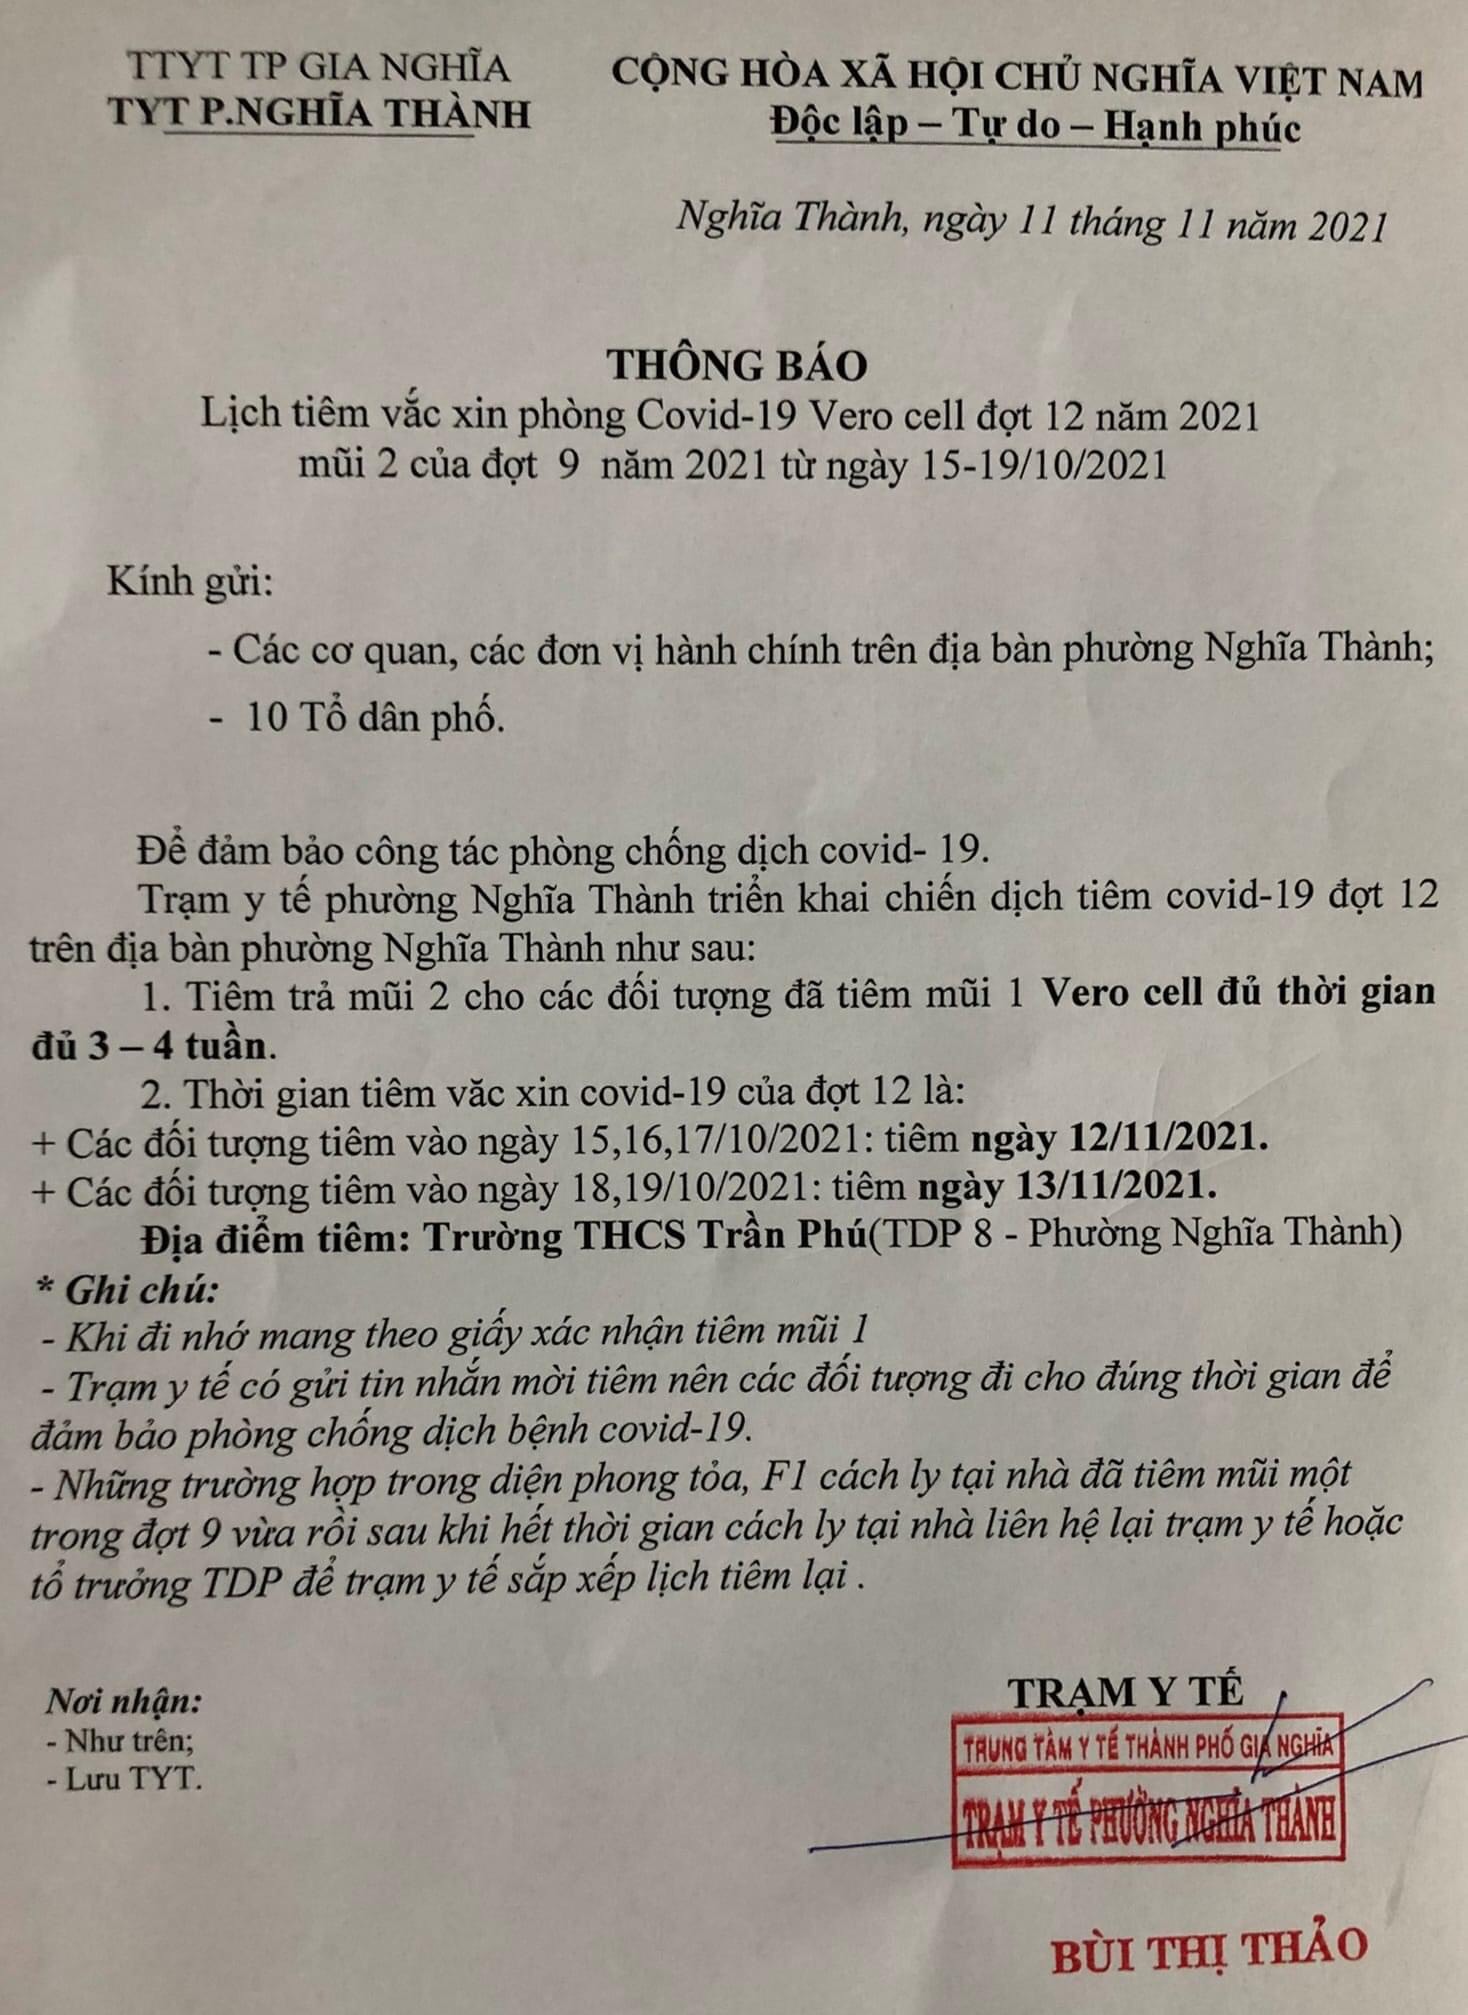 TTYT TP GIA NGHĨA
TYT P.NGHĨA THÀNH
CỘNG HÒA XÃ HỘI CHỦ NGHĨA VIỆT NAM
Độc lập – Tự do – Hạnh phúc
Nghĩa Thành, ngày 11 tháng 11 năm 2021
THÔNG BÁO
Lịch tiêm vắc xin phòng Covid-19 Vero cell đợt 12 năm 2021
mũi 2 của đợt 9 năm 2021 từ ngày 15-19/10/2021
Kính gửi:
- Các cơ quan, các đơn vị hành chính trên địa bàn phường Nghĩa Thành;
- 10 Tổ dân phố.
Để đảm bảo công tác phòng chống dịch covid- 19.
Trạm y tế phường Nghĩa Thành triển khai chiến dịch tiêm covid-19 đợt 12
trên địa bàn phường Nghĩa Thành như sau:
1. Tiêm trả mũi 2 cho các đối tượng đã tiêm mũi 1 Vero cell đủ thời gian
đủ 3 – 4 tuần.
2. Thời gian tiêm văc xin covid-19 của đợt 12 là:
+ Các đối tượng tiêm vào ngày 15,16,17/10/2021: tiêm ngày 12/11/2021.
+ Các đối tượng tiêm vào ngày 18,19/10/2021: tiêm ngày 13/11/2021.
Địa điểm tiêm: Trường THCS Trần Phú(TDP 8 - Phường Nghĩa Thành)
* Ghi chú:
- Khi đi nhớ mang theo giấy xác nhận tiêm mũi 1
- Trạm y tế có gửi tin nhắn mời tiêm nên các đối tượng đi cho đúng thời gian để
đảm bảo phòng chống dịch bệnh covid-19.
- Những trường hợp trong diện phong tỏa, F1 cách ly tại nhà đã tiêm mũi một
trong đợt 9 vừa rồi sau khi hết thời gian cách ly tại nhà liên hệ lại trạm y tế hoặc
tổ trưởng TDP để trạm y tế sắp xếp lịch tiêm lại .
Nơi nhận:
- Như trên;
- Lưu TYT.
TRẠM Y TẾ
TRUNG TÂM Y TẾ THÀNH PHỐ GIA NGHĨA
TRẠM Y TẾ PHƯỜNG NGHĨA THÀNH
BÙI THỊ THẢO